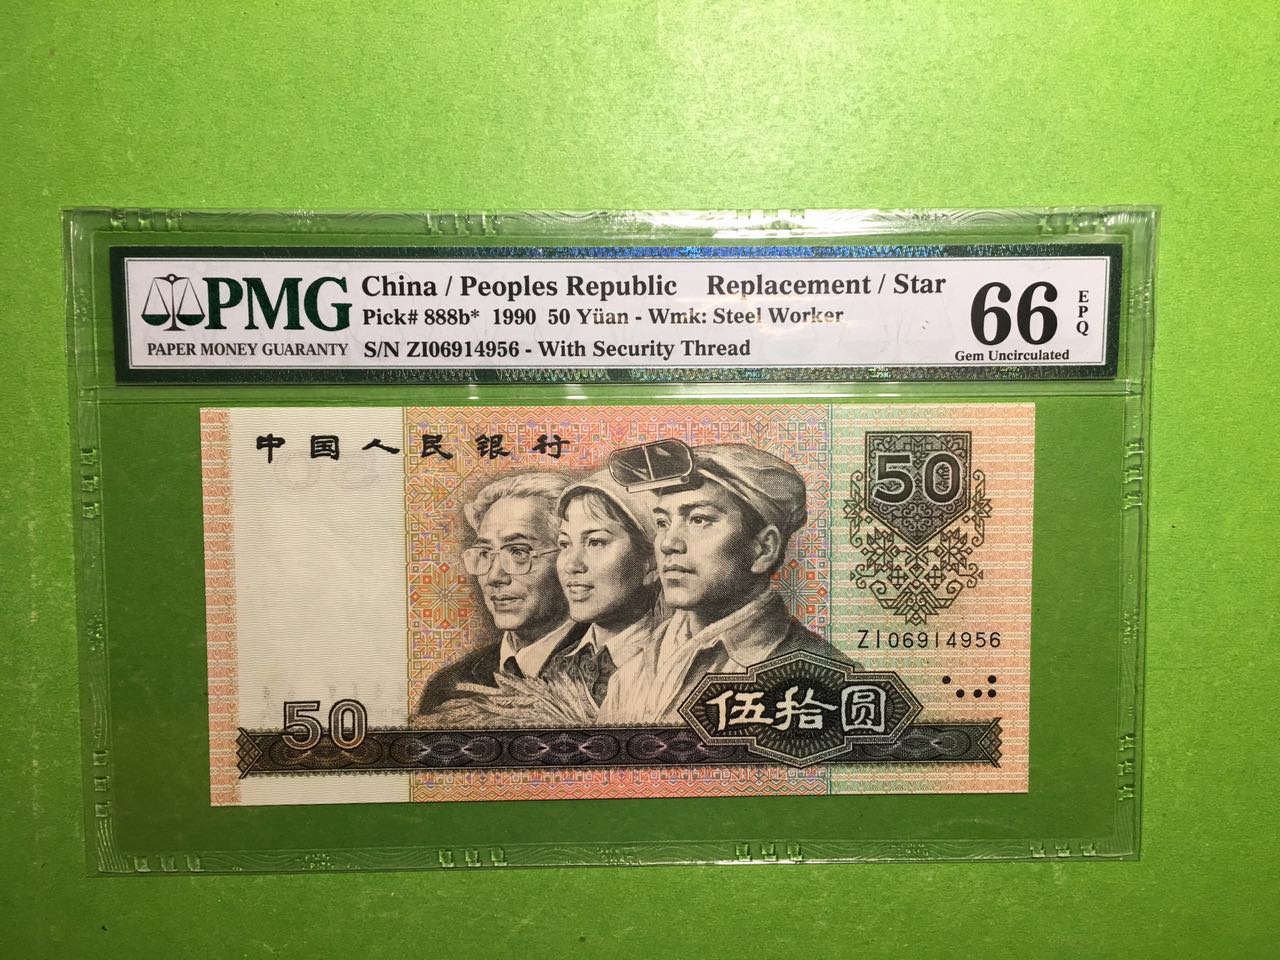 PMG
PAPER MONEY GUARANTY
China / Peoples Republic Replacement / Star
Pick# 888b* 1990 50 Yüan - Wmk: Steel Worker
S/N ZI06914956 - With Security Thread
66 EPQ
Gem Uncirculated
中国人民银行
50
ZI06914956
50
伍拾圆